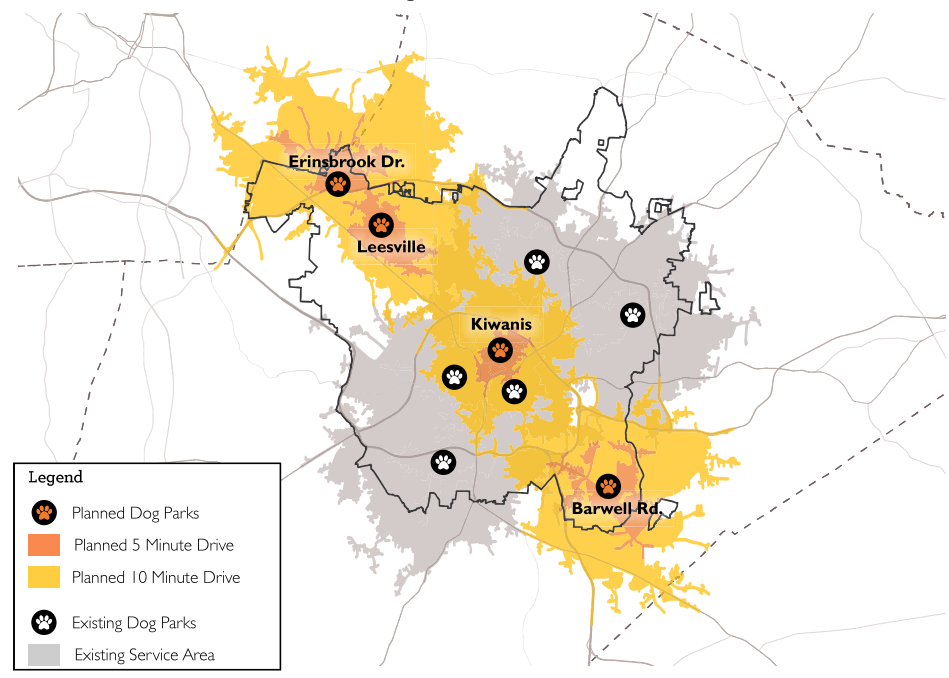 Erinsbrook Dr.
Leesville
Kiwanis
Barwell Rd.
Legend
Planned Dog Parks
Planned 5 Minute Drive
Planned 10 Minute Drive
Existing Dog Parks
Existing Service Area